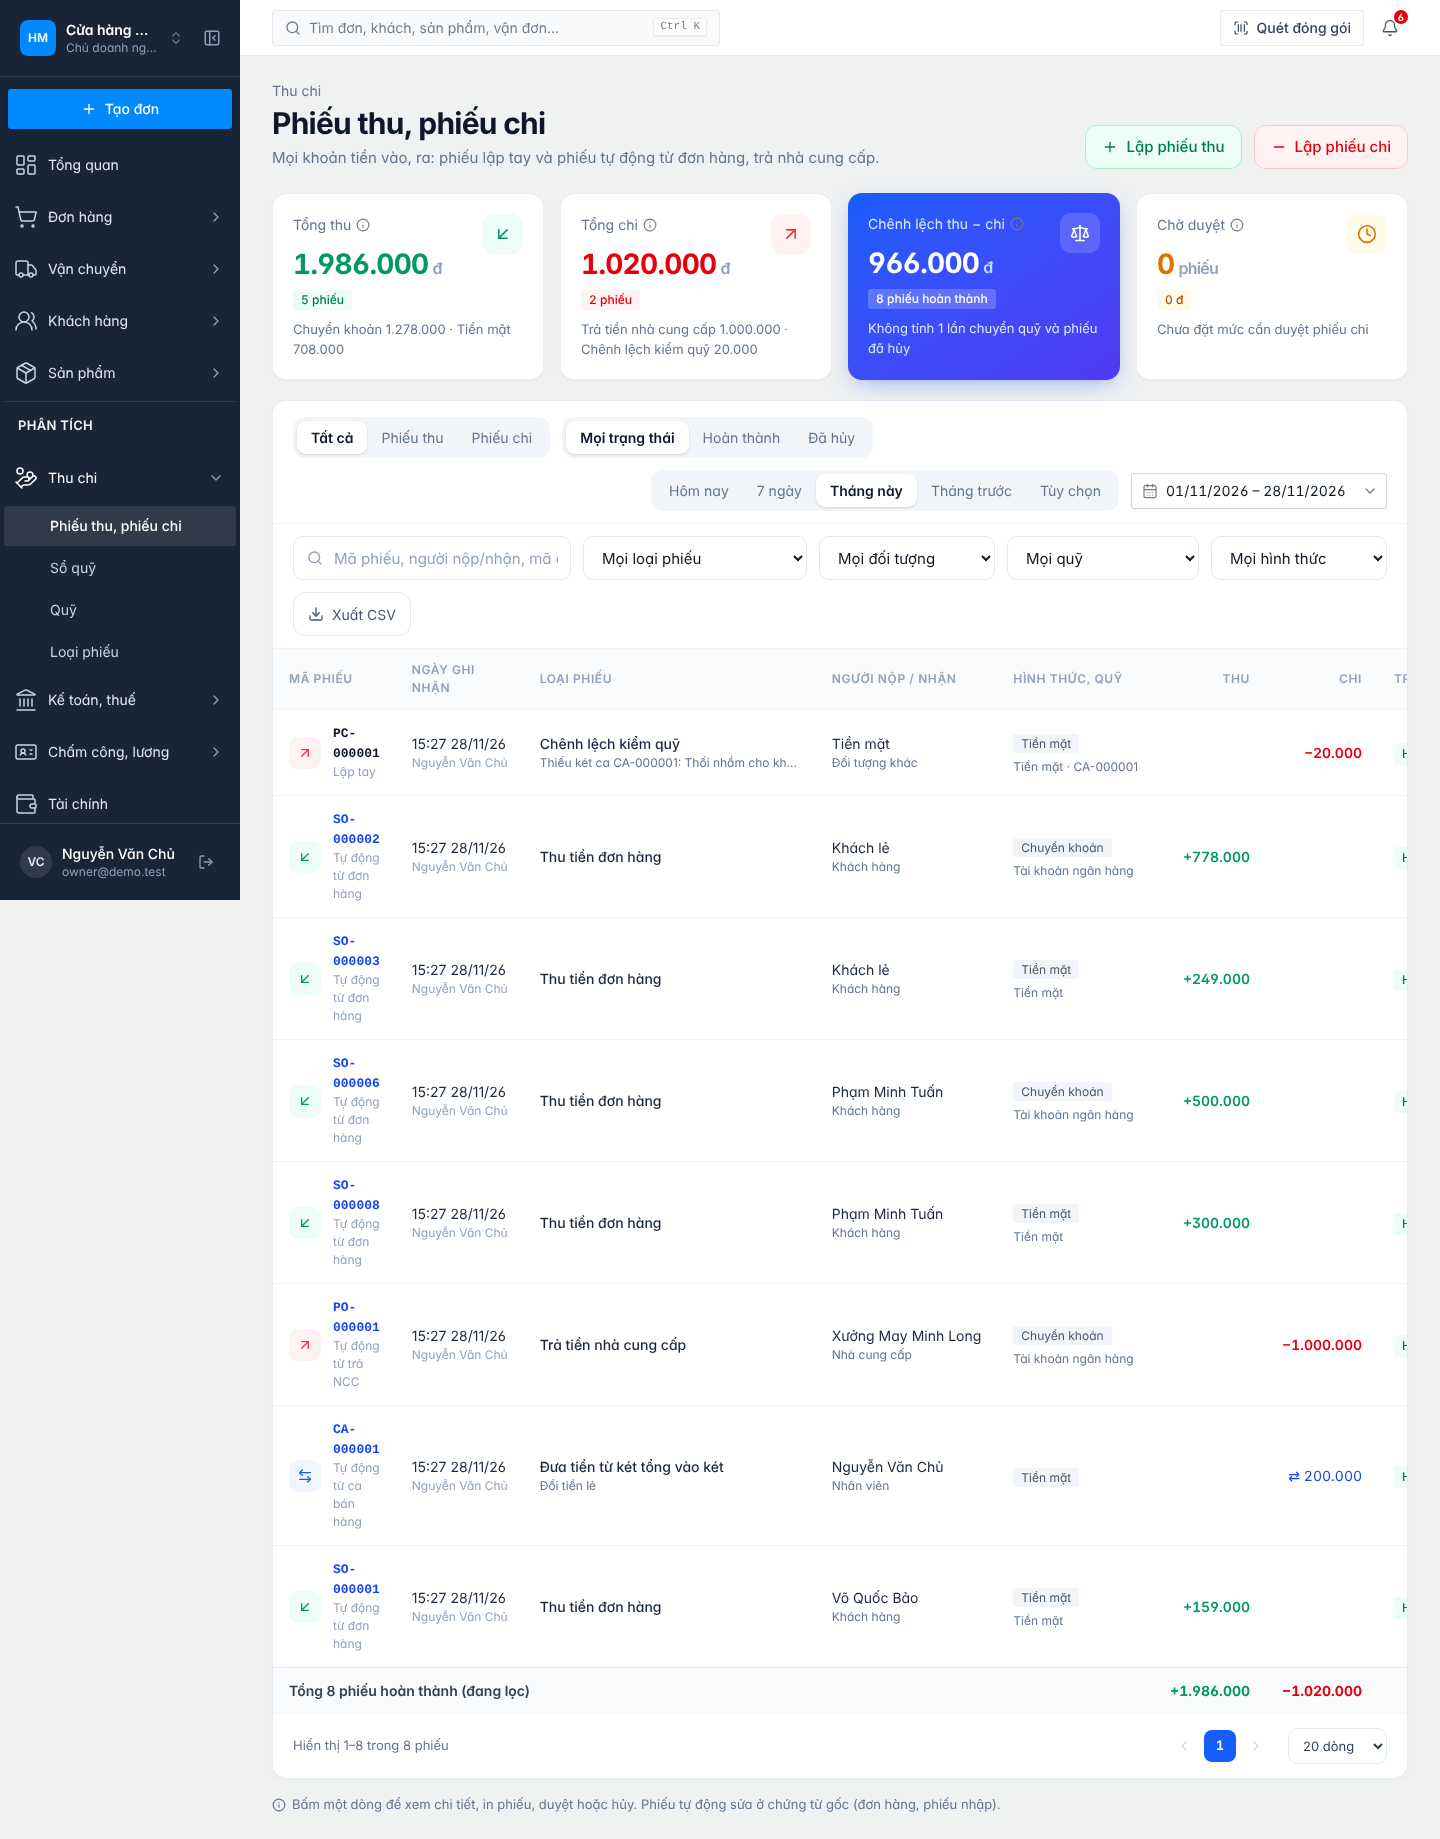 HM
Cửa hàng ...
Chủ doanh ng...
Tìm đơn, khách, sản phẩm, vận đơn...
Ctrl K
Quét đóng gói
6
Tạo đơn
Tổng quan
Đơn hàng
Vận chuyển
Khách hàng
Sản phẩm
PHÂN TÍCH
Thu chi
Phiếu thu, phiếu chi
Sổ quỹ
Quỹ
Loại phiếu
Kế toán, thuế
Chấm công, lương
Tài chính
VC
Nguyễn Văn Chủ
owner@demo.test
Thu chi
Phiếu thu, phiếu chi
Mọi khoản tiền vào, ra: phiếu lập tay và phiếu tự động từ đơn hàng, trả nhà cung cấp.
+ Lập phiếu thu
− Lập phiếu chi
Tổng thu
1.986.000 đ
5 phiếu
Chuyển khoản 1.278.000 · Tiền mặt
708.000
Tổng chi
1.020.000 đ
2 phiếu
Trả tiền nhà cung cấp 1.000.000 ·
Chênh lệch kiểm quỹ 20.000
Chênh lệch thu − chi
966.000 đ
8 phiếu hoàn thành
Không tính 1 lần chuyển quỹ và phiếu
đã hủy
Chờ duyệt
0 phiếu
0 đ
Chưa đặt mức cần duyệt phiếu chi
Tất cả Phiếu thu Phiếu chi
Mọi trạng thái Hoàn thành Đã hủy
Hôm nay 7 ngày Tháng này Tháng trước Tùy chọn
01/11/2026 – 28/11/2026
Mã phiếu, người nộp/nhận, mã
Mọi loại phiếu
Mọi đối tượng
Mọi quỹ
Mọi hình thức
Xuất CSV
MÃ PHIẾU
NGÀY GHI
NHẬN
LOẠI PHIẾU
NGƯỜI NỘP / NHẬN
HÌNH THỨC, QUỸ
THU
CHI
PC-
000001
Lập tay
15:27 28/11/26
Nguyễn Văn Chủ
Chênh lệch kiểm quỹ
Thiếu két ca CA-000001: Thối nhầm cho kh...
Tiền mặt
Đối tượng khác
Tiền mặt
Tiền mặt · CA-000001
−20.000
SO-
000002
Tự động
từ đơn
hàng
15:27 28/11/26
Nguyễn Văn Chủ
Thu tiền đơn hàng
Khách lẻ
Khách hàng
Chuyển khoản
Tài khoản ngân hàng
+778.000
SO-
000003
Tự động
từ đơn
hàng
15:27 28/11/26
Nguyễn Văn Chủ
Thu tiền đơn hàng
Khách lẻ
Khách hàng
Tiền mặt
Tiền mặt
+249.000
SO-
000006
Tự động
từ đơn
hàng
15:27 28/11/26
Nguyễn Văn Chủ
Thu tiền đơn hàng
Phạm Minh Tuấn
Khách hàng
Chuyển khoản
Tài khoản ngân hàng
+500.000
SO-
000008
Tự động
từ đơn
hàng
15:27 28/11/26
Nguyễn Văn Chủ
Thu tiền đơn hàng
Phạm Minh Tuấn
Khách hàng
Tiền mặt
Tiền mặt
+300.000
PO-
000001
Tự động
từ trả
NCC
15:27 28/11/26
Nguyễn Văn Chủ
Trả tiền nhà cung cấp
Xưởng May Minh Long
Nhà cung cấp
Chuyển khoản
Tài khoản ngân hàng
−1.000.000
CA-
000001
Tự động
từ ca
bán
hàng
15:27 28/11/26
Nguyễn Văn Chủ
Đưa tiền từ két tổng vào két
Đổi tiền lẻ
Nguyễn Văn Chủ
Nhân viên
Tiền mặt
⇄ 200.000
SO-
000001
Tự động
từ đơn
hàng
15:27 28/11/26
Nguyễn Văn Chủ
Thu tiền đơn hàng
Võ Quốc Bảo
Khách hàng
Tiền mặt
Tiền mặt
+159.000
Tổng 8 phiếu hoàn thành (đang lọc)
+1.986.000
−1.020.000
Hiển thị 1–8 trong 8 phiếu
1
20 dòng
Bấm một dòng để xem chi tiết, in phiếu, duyệt hoặc hủy. Phiếu tự động sửa ở chứng từ gốc (đơn hàng, phiếu nhập).